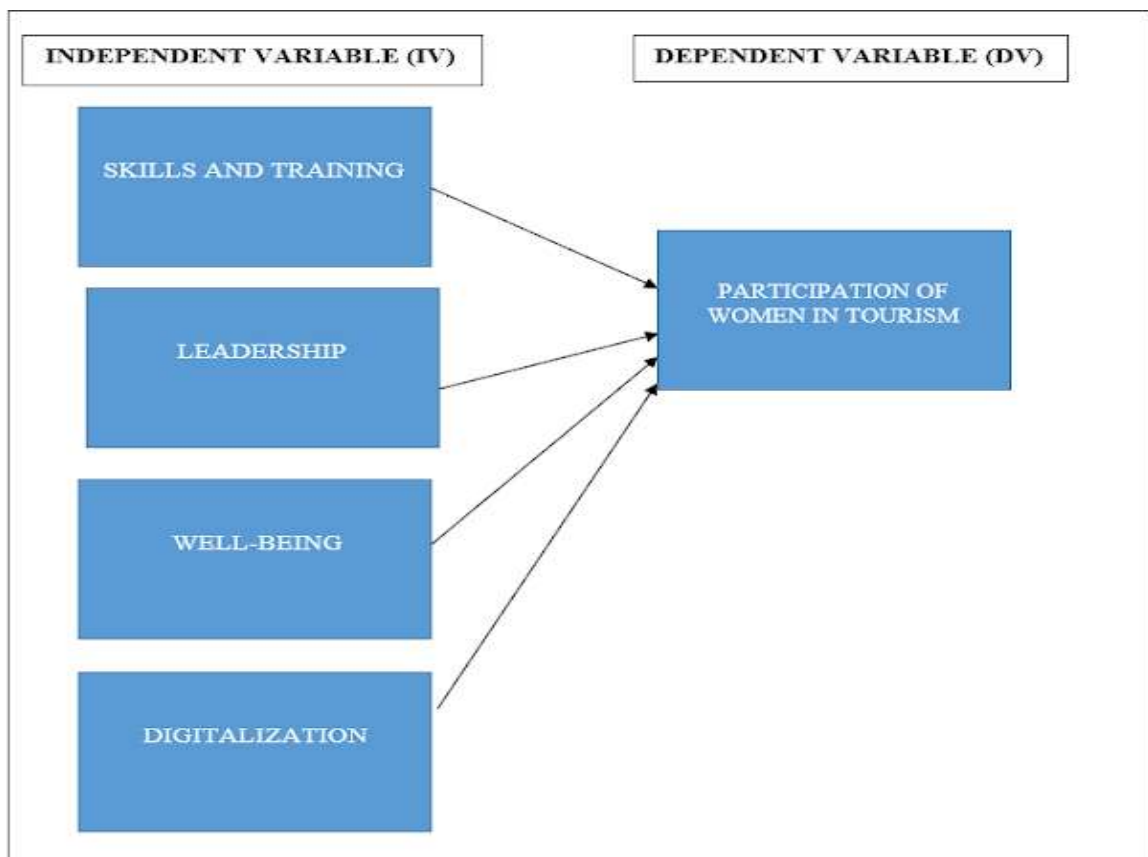 INDEPENDENT VARIABLE (IV)
DEPENDENT VARIABLE (DV)
SKILLS AND TRAINING
LEADERSHIP
WELL-BEING
DIGITALIZATION
PARTICIPATION OF
WOMEN IN TOURISM